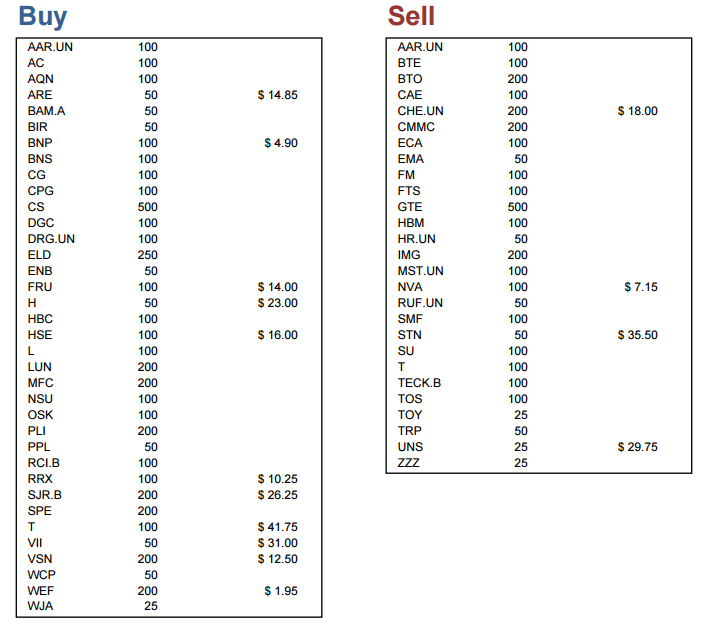 Buy
AAR.UN 100
AC 100
AQN 100
ARE 50 $ 14.85
BAM.A 50
BIR 50
BNP 100 $ 4.90
BNS 100
CG 100
CPG 100
CS 500
DGC 100
DRG.UN 100
ELD 250
ENB 50
FRU 100 $ 14.00
H 50 $ 23.00
HBC 100
HSE 100 $ 16.00
L 100
LUN 200
MFC 200
NSU 100
OSK 100
PLI 200
PPL 50
RCI.B 100
RRX 100 $ 10.25
SJR.B 200 $ 26.25
SPE 200
T 100 $ 41.75
VII 50 $ 31.00
VSN 200 $ 12.50
WCP 50
WEF 200 $ 1.95
WJA 25
Sell
AAR.UN 100
BTE 100
BTO 200
CAE 100
CHE.UN 200 $ 18.00
CMMC 200
ECA 100
EMA 50
FM 100
FTS 100
GTE 500
HBM 100
HR.UN 50
IMG 200
MST.UN 100
NVA 100 $ 7.15
RUF.UN 50
SMF 100
STN 50 $ 35.50
SU 100
T 100
TECK.B 100
TOS 100
TOY 25
TRP 50
UNS 25 $ 29.75
ZZZ 25